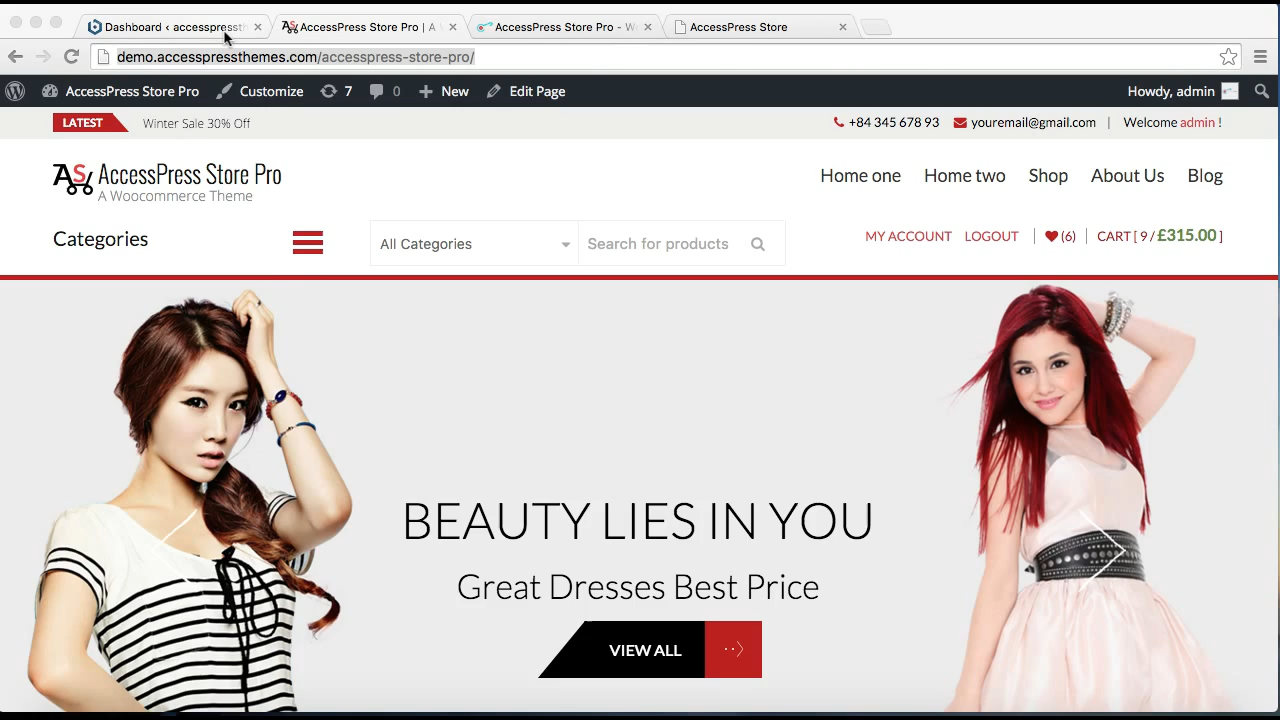 Dashboard ‹ accesspressth
AccessPress Store Pro | A W
AccessPress Store Pro - Wo
AccessPress Store
demo.accesspressthemes.com/accesspress-store-pro/
AccessPress Store Pro Customize 7 0 New Edit Page Howdy, admin
LATEST Winter Sale 30% Off +84 345 678 93 youremail@gmail.com | Welcome admin !
AS AccessPress Store Pro
A Woocommerce Theme
Home one Home two Shop About Us Blog
Categories All Categories Search for products MY ACCOUNT LOGOUT | (6) | CART [ 9 / £315.00 ]
BEAUTY LIES IN YOU
Great Dresses Best Price
VIEW ALL